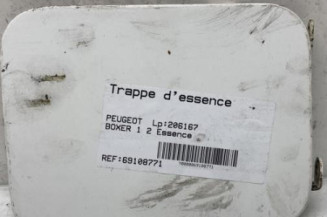 Trappe d'essence
PEUGEOT Lp:206167
BOXER 1 2 Essence
REF:69108771